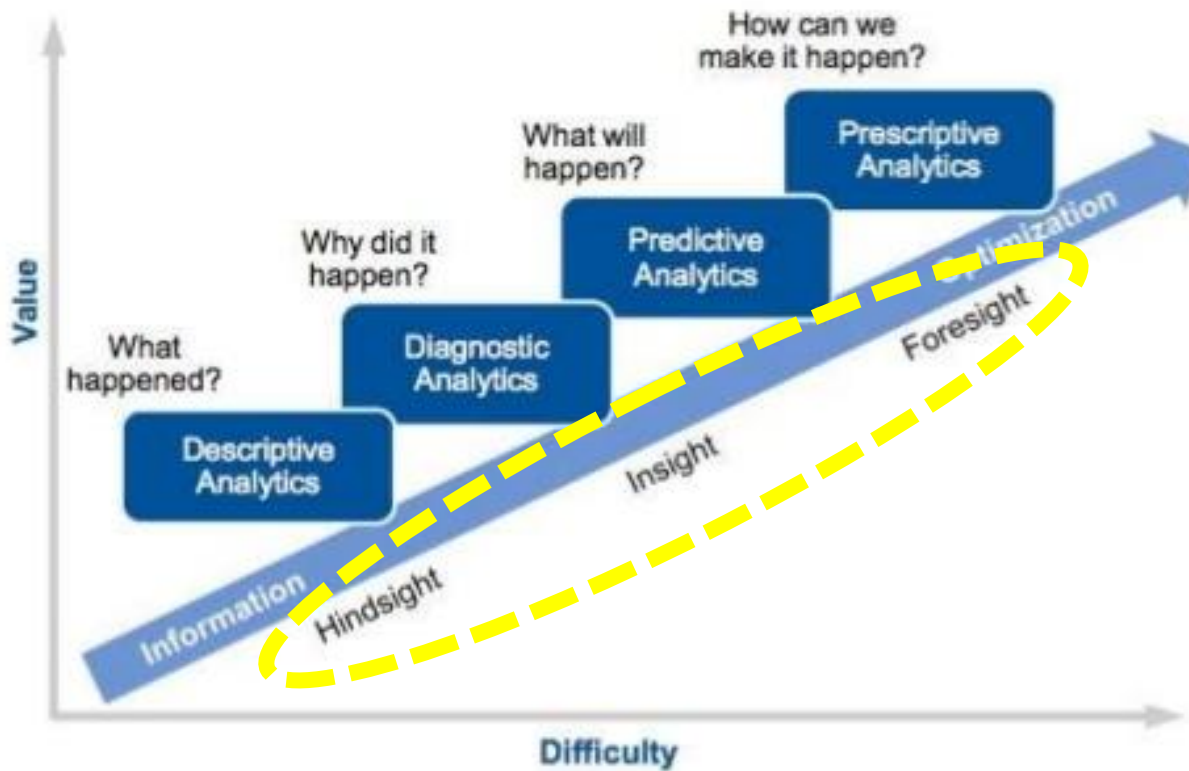 How can we
make it happen?
Prescriptive
Analytics
What will
happen?
Predictive
Analytics
Why did it
happen?
Diagnostic
Analytics
What
happened?
Descriptive
Analytics
Information
Optimization
Hindsight
Insight
Foresight
Value
Difficulty